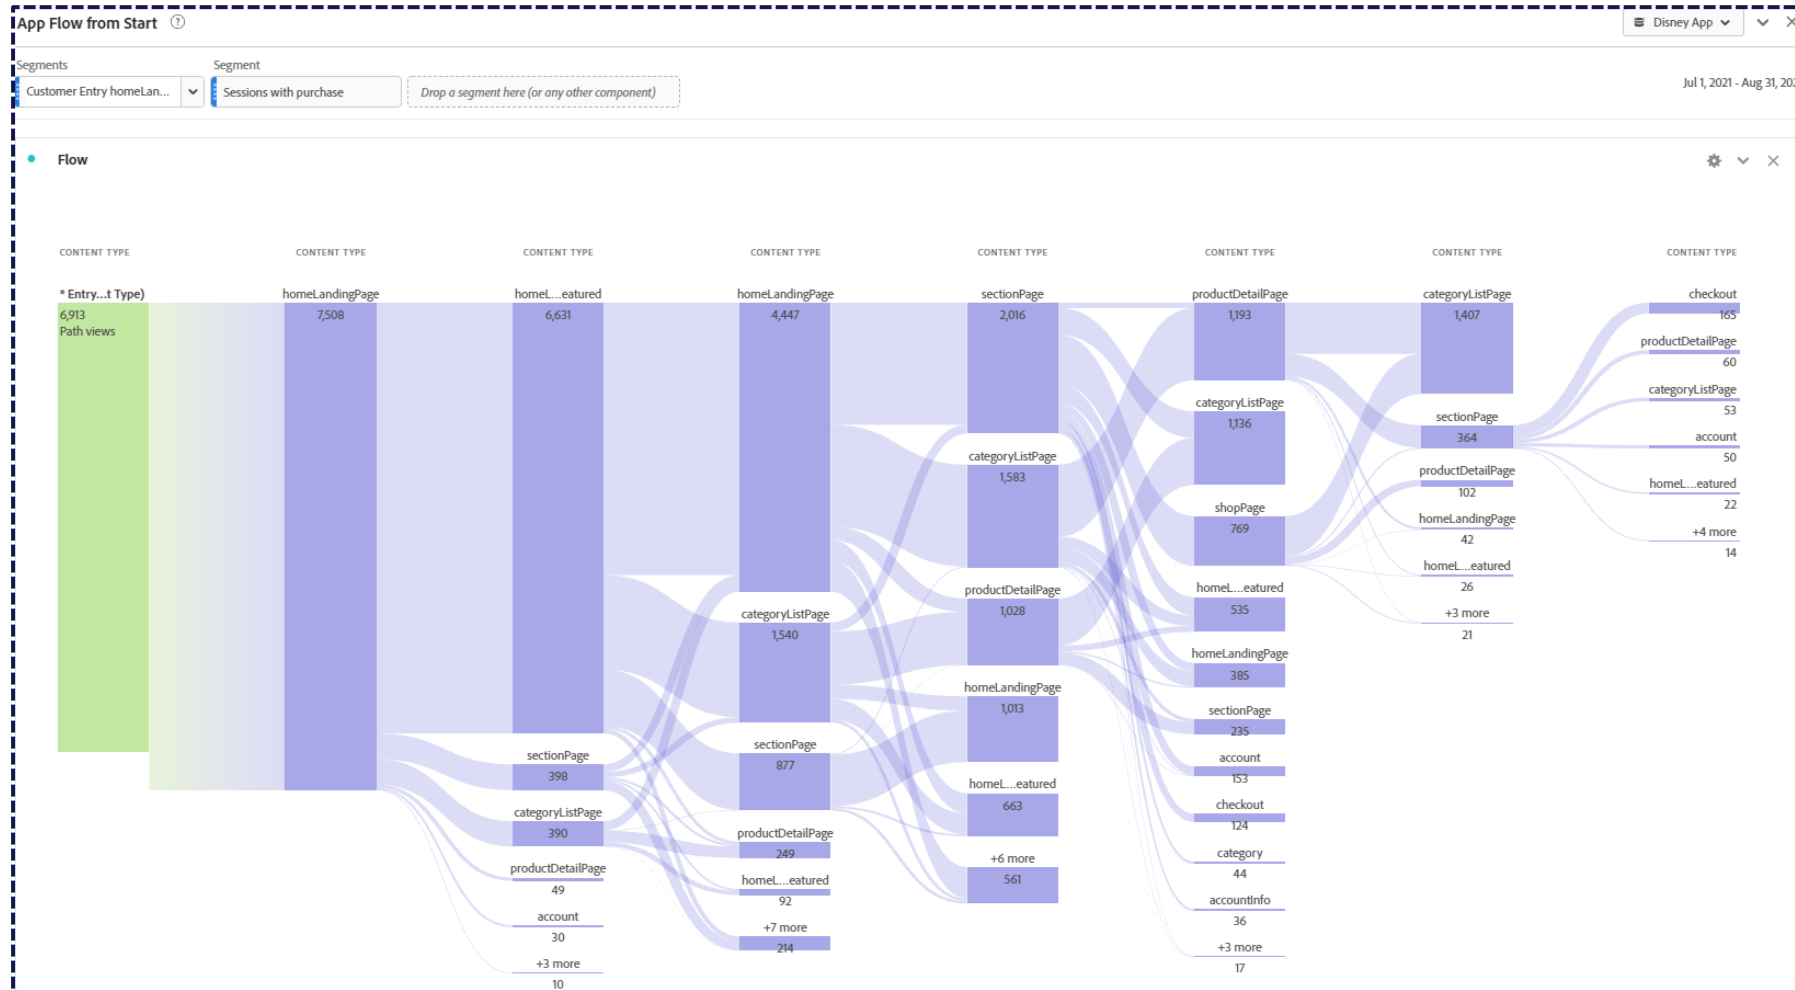 App Flow from Start ?
Disney App
Segments
Segment
Customer Entry homeLan...
Sessions with purchase
Drop a segment here (or any other component)
Jul 1, 2021 - Aug 31, 20
Flow
CONTENT TYPE
CONTENT TYPE
CONTENT TYPE
CONTENT TYPE
CONTENT TYPE
CONTENT TYPE
CONTENT TYPE
CONTENT TYPE
* Entry...t Type)
6,913
Path views
homeLandingPage
7,508
homeL...eatured
6,631
sectionPage
398
categoryListPage
390
productDetailPage
49
account
30
+3 more
10
homeLandingPage
4,447
categoryListPage
1,540
sectionPage
877
productDetailPage
249
homeL...eatured
92
+7 more
214
sectionPage
2,016
categoryListPage
1,583
productDetailPage
1,028
homeLandingPage
1,013
homeL...eatured
663
+6 more
561
productDetailPage
1,193
categoryListPage
1,136
shopPage
769
homeL...eatured
535
homeLandingPage
385
sectionPage
235
account
153
checkout
124
category
44
accountInfo
36
+3 more
17
categoryListPage
1,407
sectionPage
364
productDetailPage
102
homeLandingPage
42
homeL...eatured
26
+3 more
21
checkout
165
productDetailPage
60
categoryListPage
53
account
50
homeL...eatured
22
+4 more
14